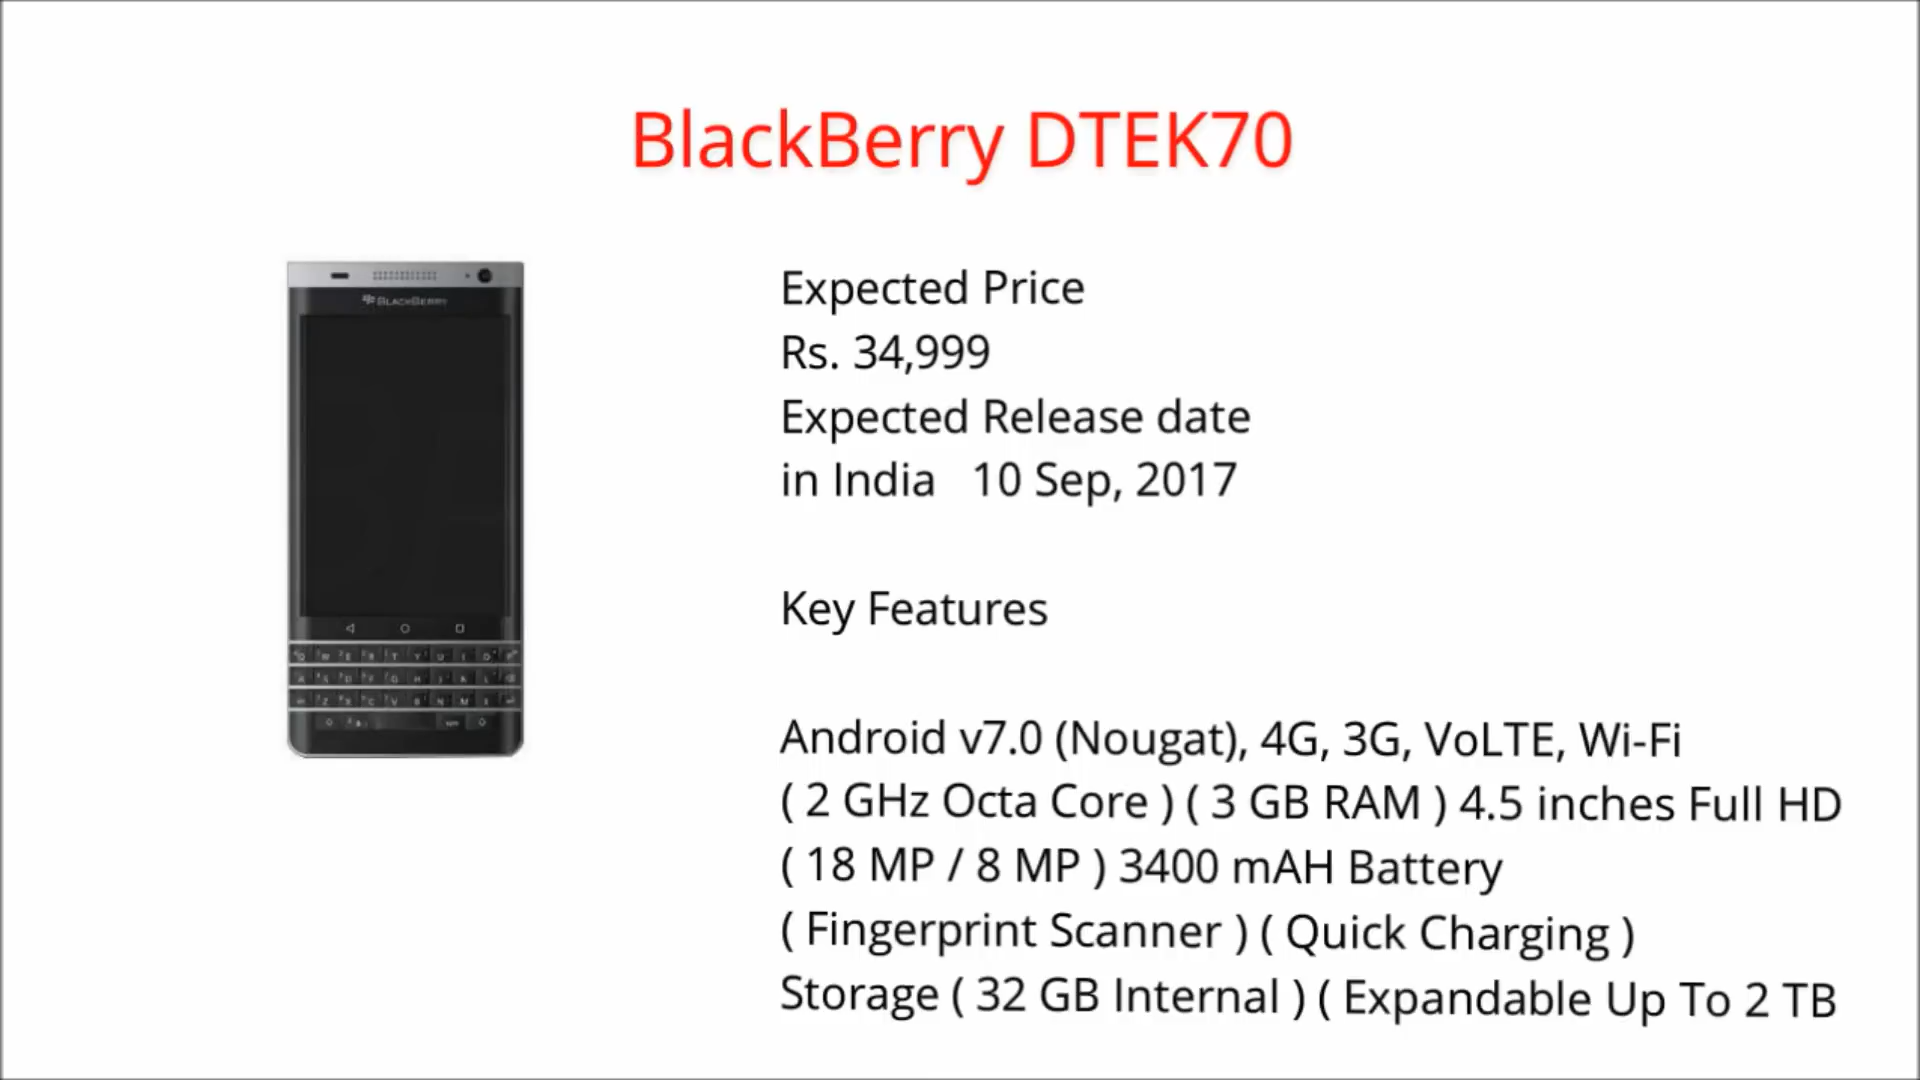 BlackBerry DTEK70
BLACKBERRY
Expected Price
Rs. 34,999
Expected Release date
in India 10 Sep, 2017
Key Features
Android v7.0 (Nougat), 4G, 3G, VoLTE, Wi-Fi
( 2 GHz Octa Core ) ( 3 GB RAM ) 4.5 inches Full HD
( 18 MP / 8 MP ) 3400 mAH Battery
( Fingerprint Scanner ) ( Quick Charging )
Storage ( 32 GB Internal ) ( Expandable Up To 2 TB